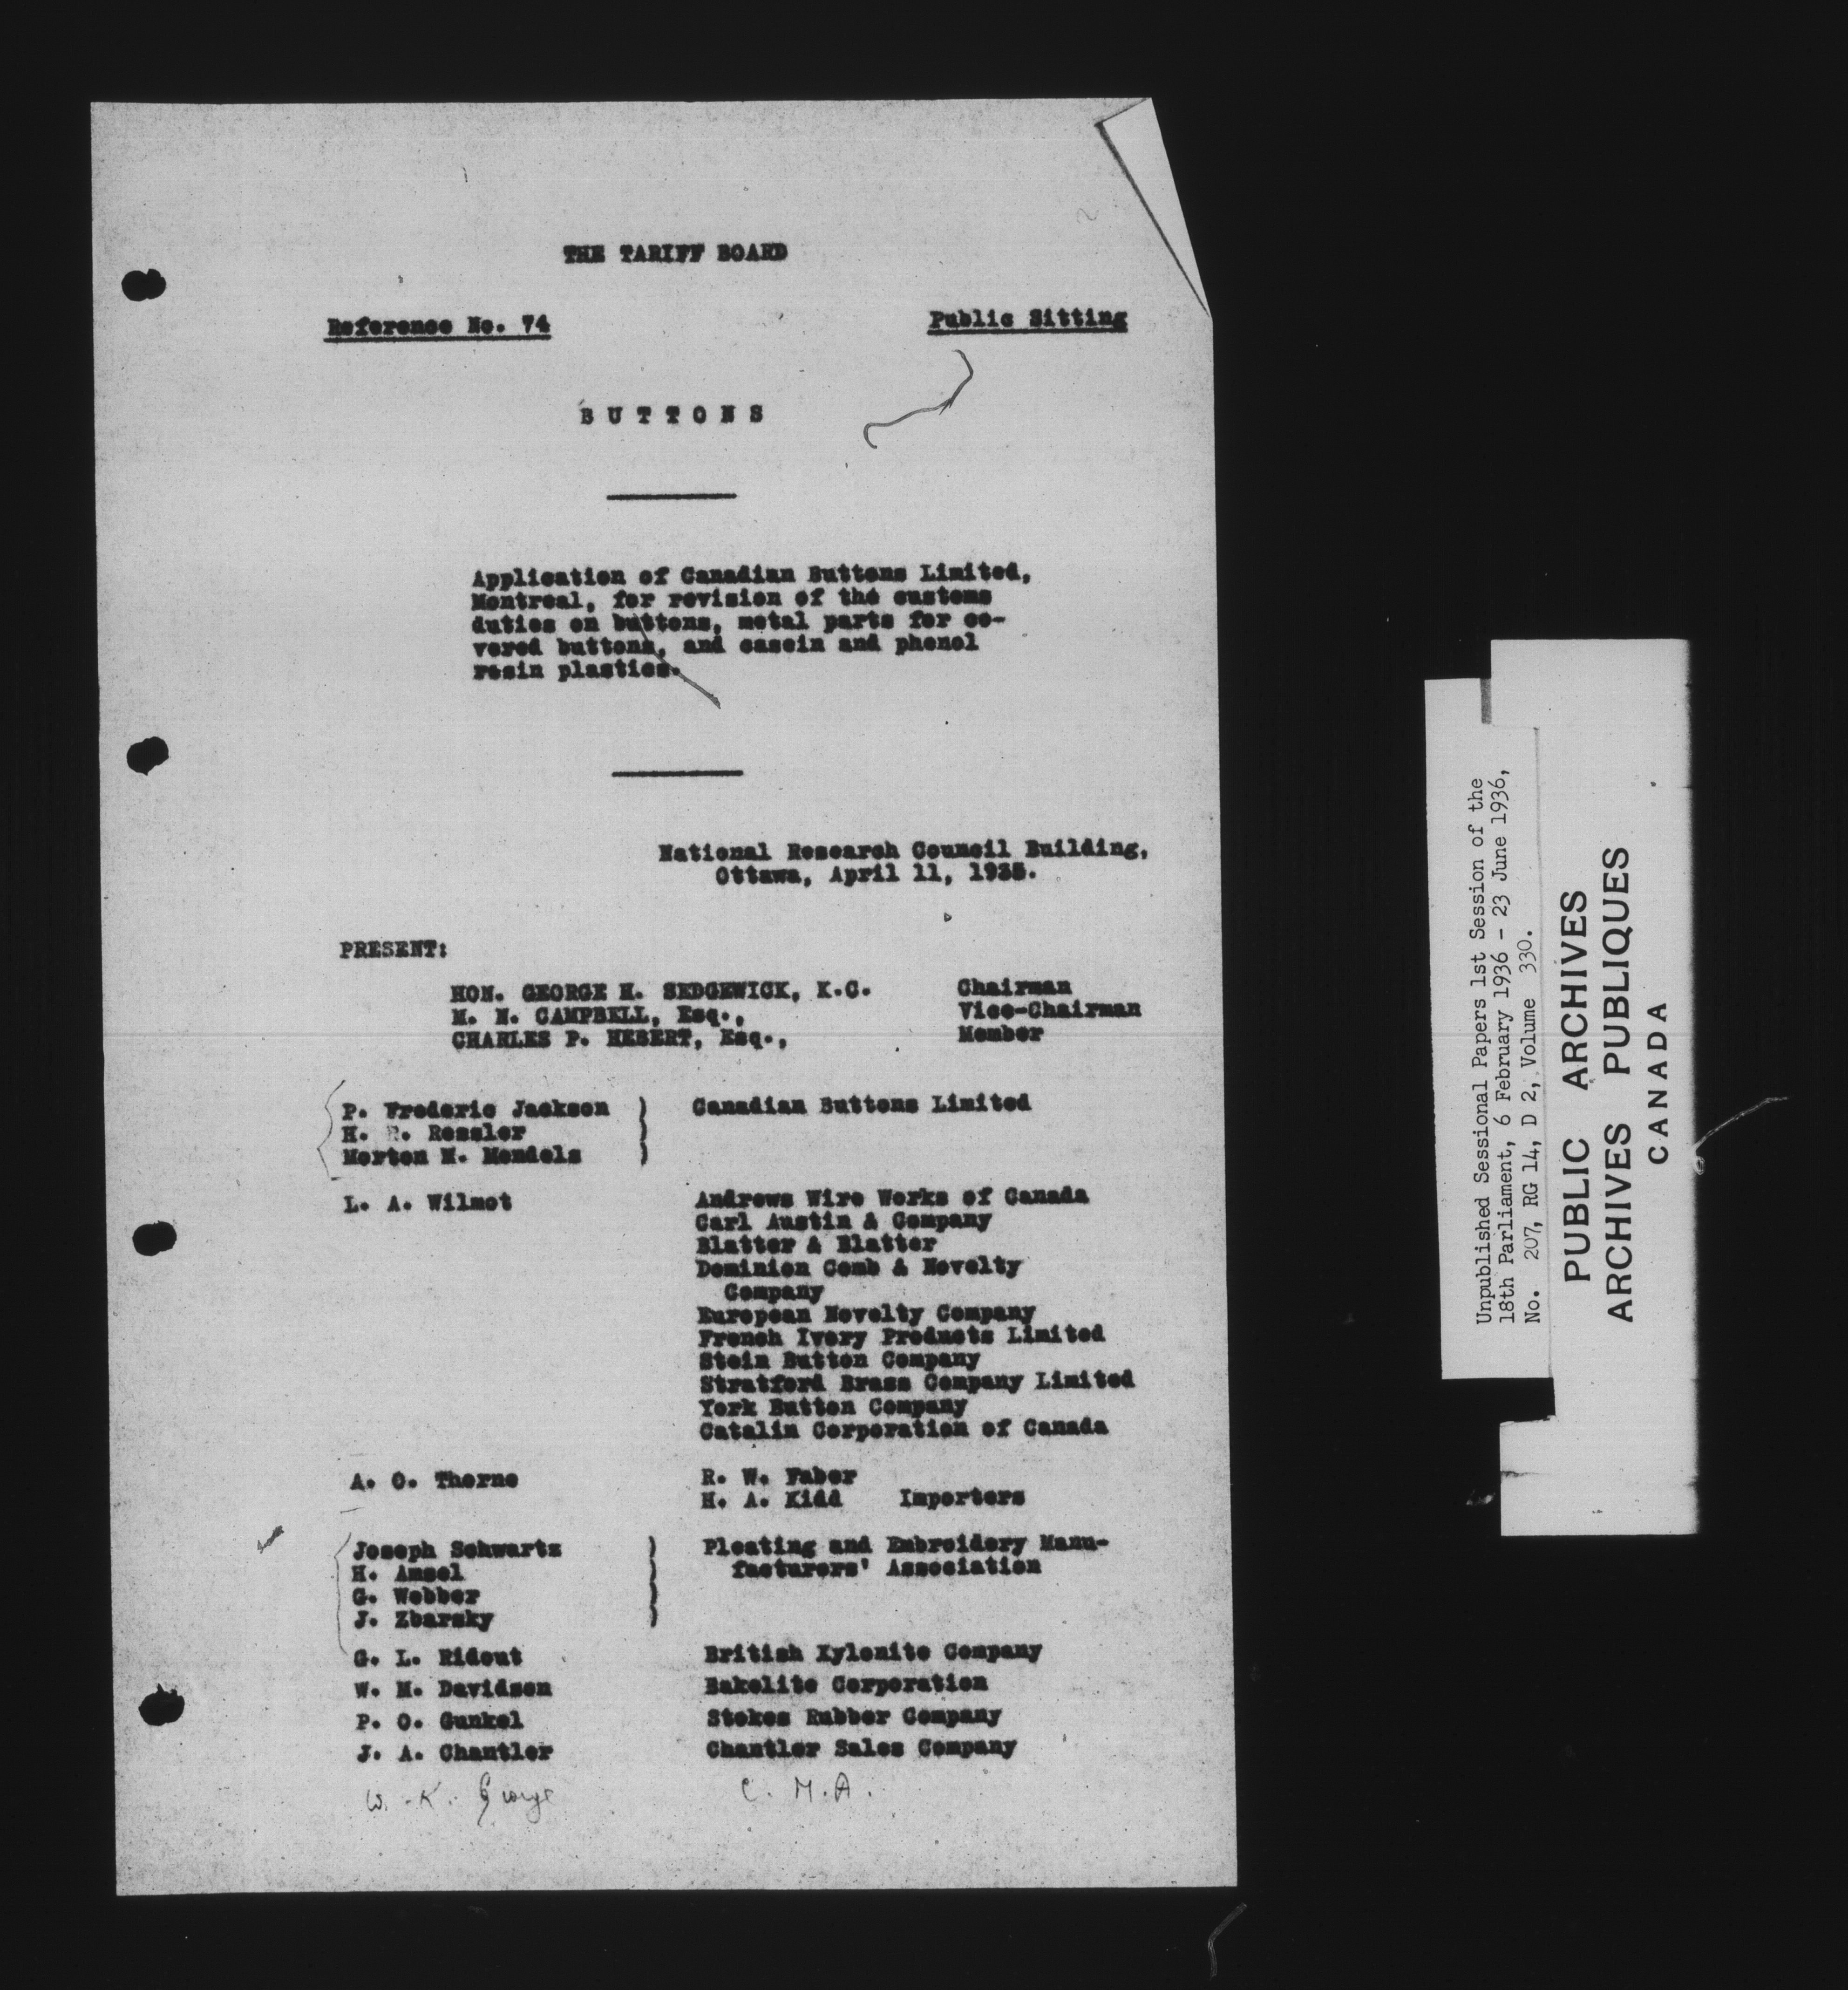 THE TARIFF BOARD
Reference No. 74
Public Sitting
B U T T O N S
Application of Canadian Buttons Limited,
Montreal, for revision of the customs
duties on buttons, metal parts for co-
vered buttons, and casein and phenol
resin plastics.
National Research Council Building,
Ottawa, April 11, 1935.
PRESENT:
HON. GEORGE H. SEDGEWICK, K.C. Chairman
M. N. CAMPBELL, Esq., Vice-Chairman
CHARLES P. HEBERT, Esq., Member
P. Frederic Jackson } Canadian Buttons Limited
H. R. Ressler }
Morton M. Mendels }
L. A. Wilmot Andrews Wire Works of Canada
Carl Austin & Company
Blatter & Blatter
Dominion Comb & Novelty
Company
European Novelty Company
French Ivory Products Limited
Stein Button Company
Stratford Brass Company Limited
York Button Company
Catalin Corporation of Canada
A. O. Thorne R. W. Faber
H. A. Kidd Importers
Joseph Schwartz } Pleating and Embroidery Manu-
H. Amsel } facturers' Association
G. Webber }
J. Zbarsky }
G. L. Rideut British Xylonite Company
W. H. Davidson Bakelite Corporation
P. O. Gunkel Stokes Rubber Company
J. A. Chantler Chantler Sales Company
W. K. George C. M.A.
Unpublished Sessional Papers 1st Session of the
18th Parliament, 6 February 1936 - 23 June 1936,
No. 207, RG 14, D 2, Volume 330.
PUBLIC ARCHIVES
ARCHIVES PUBLIQUES
CANADA